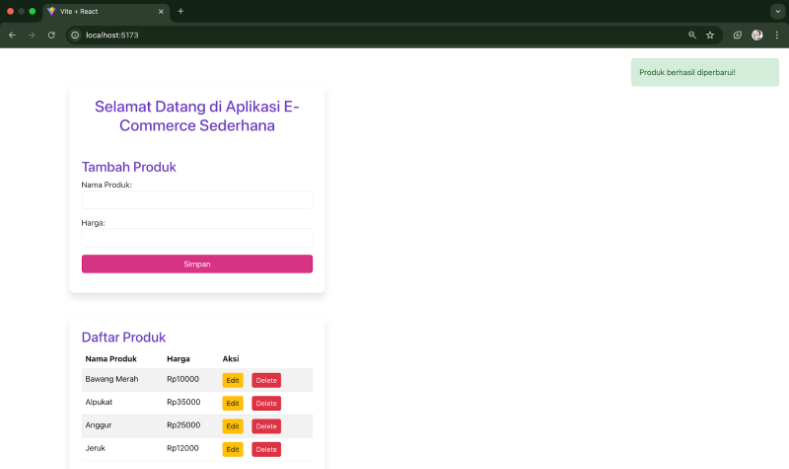 Vite + React
localhost:5173
Produk berhasil diperbarui!
Selamat Datang di Aplikasi E-
Commerce Sederhana
Tambah Produk
Nama Produk:
Harga:
Simpan
Daftar Produk
Nama Produk Harga Aksi
Bawang Merah Rp10000 Edit Delete
Alpukat Rp35000 Edit Delete
Anggur Rp25000 Edit Delete
Jeruk Rp12000 Edit Delete